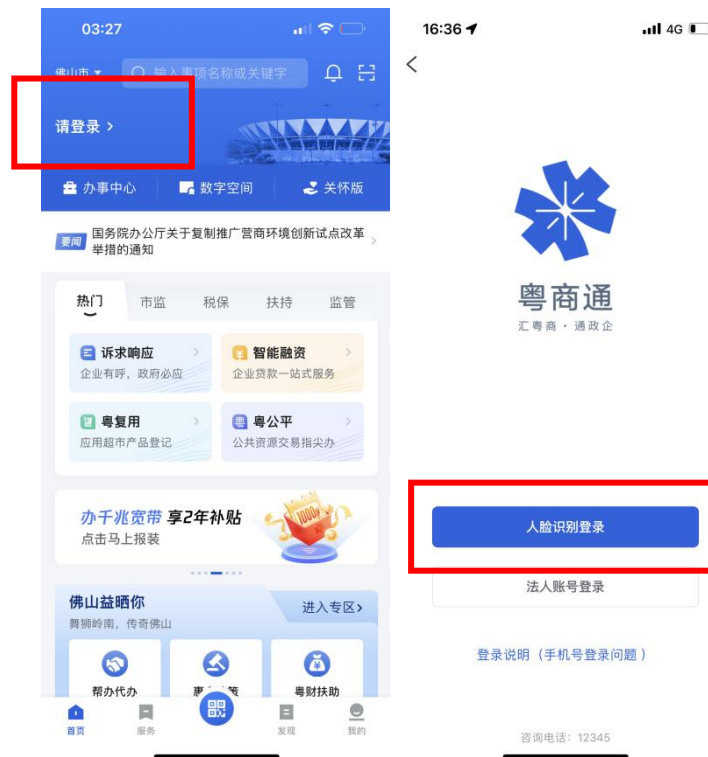 03:27
佛山市
输入事项名称或关键字
请登录 >
办事中心
数字空间
关怀版
要闻
国务院办公厅关于复制推广营商环境创新试点改革
举措的通知
热门
市监
税保
扶持
监管
诉求响应
企业有呼，政府必应
智能融资
企业贷款一站式服务
粤复用
应用超市产品登记
粤公平
公共资源交易指尖办
办千兆宽带 享2年补贴
点击马上报装
1000M
佛山益晒你
舞狮岭南，传奇佛山
进入专区>
帮办代办
粤财扶助
首页
服务
发现
我的
16:36
4G
粤商通
汇粤商·通政企
人脸识别登录
法人账号登录
登录说明（手机号登录问题 ）
咨询电话：12345